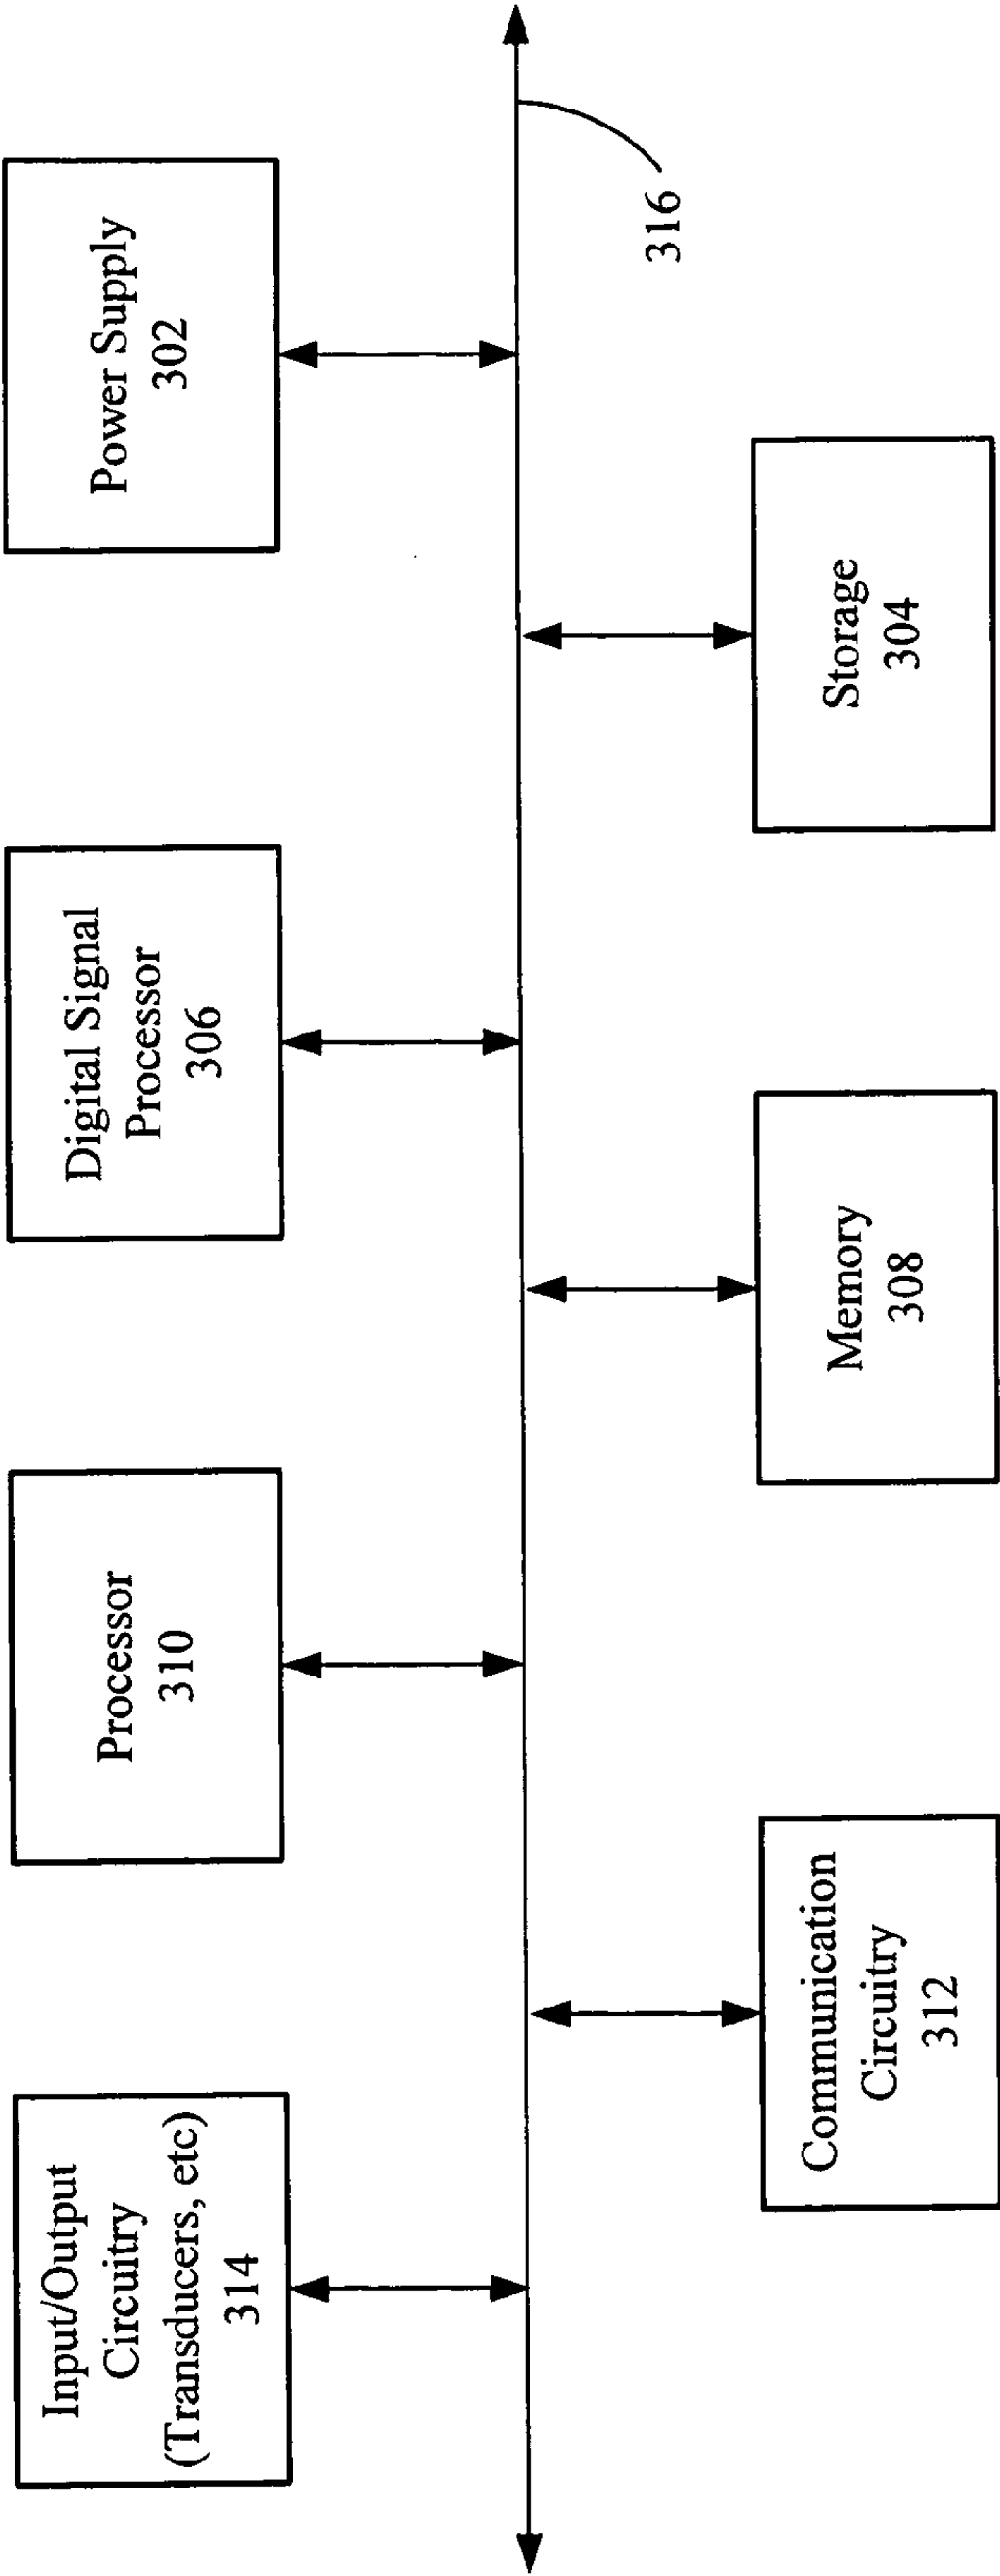 Input/Output
Circuitry
(Transducers, etc)
314
Processor
310
Digital Signal
Processor
306
Power Supply
302
316
Communication
Circuitry
312
Memory
308
Storage
304